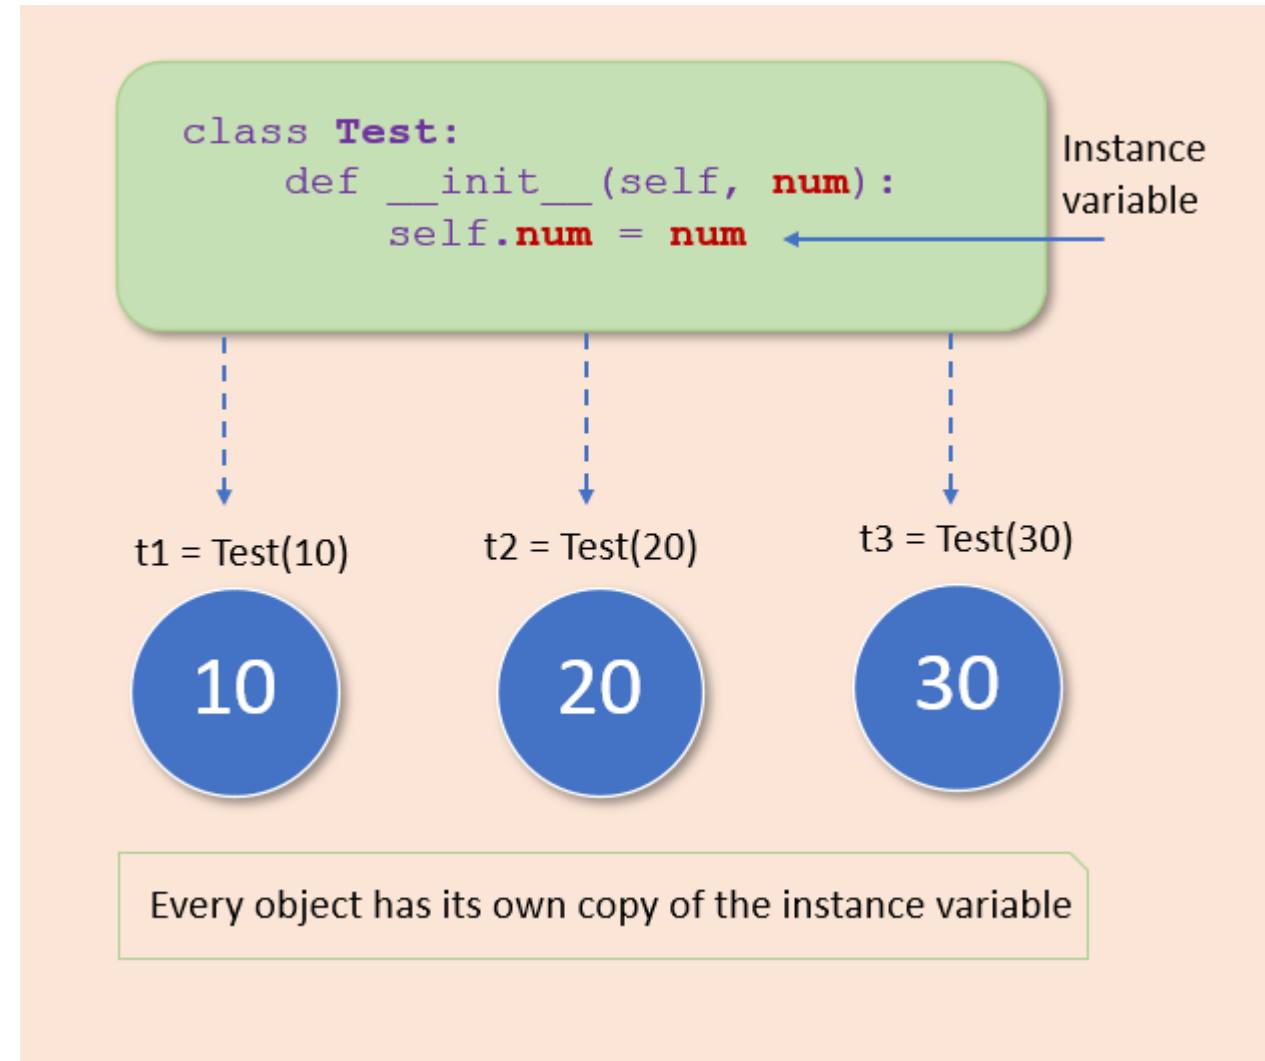 class Test:
def __init__(self, num):
self.num = num
Instance
variable
t1 = Test(10)
t2 = Test(20)
t3 = Test(30)
10
20
30
Every object has its own copy of the instance variable